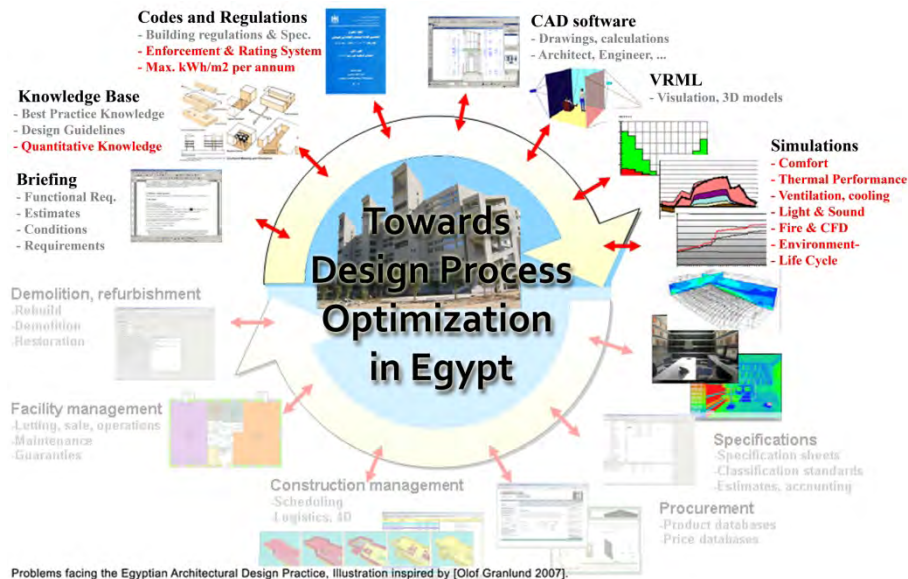 Codes and Regulations
- Building regulations & Spec.
- Enforcement & Rating System
- Max. kWh/m2 per annum
CAD software
- Drawings, calculations
- Architect, Engineer, ...
VRML
- Visulation, 3D models
Knowledge Base
- Best Practice Knowledge
- Design Guidelines
- Quantitative Knowledge
Simulations
- Comfort
- Thermal Performance
- Ventilation, cooling
- Light & Sound
- Fire & CFD
- Environment-
- Life Cycle
Briefing
- Functional Req.
- Estimates
- Conditions
- Requirements
Towards
Design Process
Optimization
in Egypt
Demolition, refurbishment
-Rebuild
-Demolition
-Restoration
Facility management
-Letting, sale, operations
-Maintenance
-Guaranties
Construction management
-Scheduling
-Logistics, 4D
Specifications
-Specification sheets
-Classification standards
-Estimates, accounting
Procurement
-Product databases
-Price databases
Problems facing the Egyptian Architectural Design Practice, Illustration inspired by [Olof Granlund 2007].